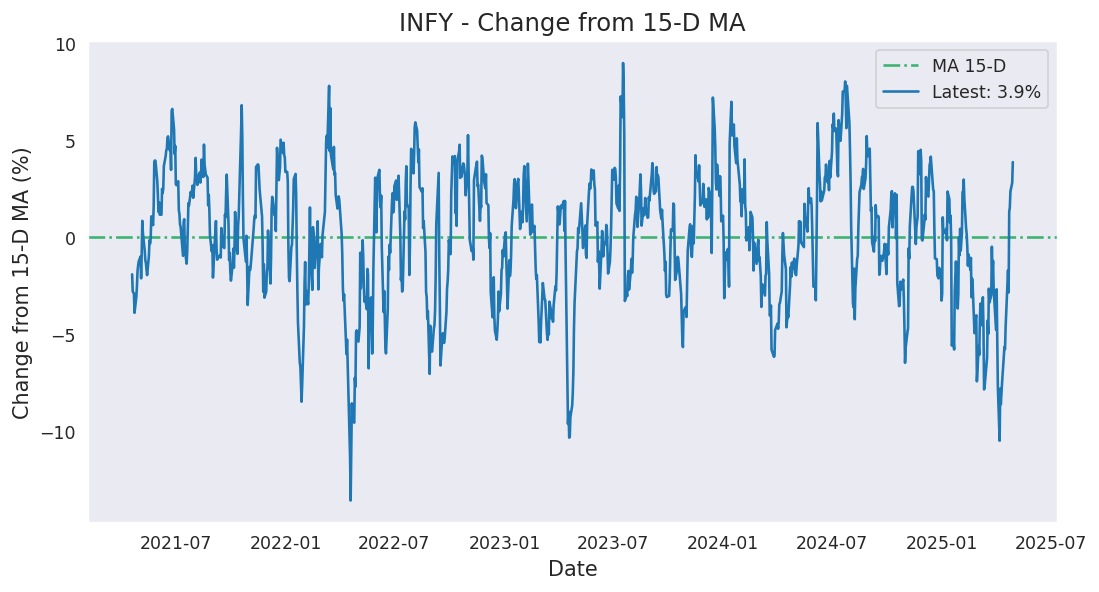 INFY - Change from 15-D MA
MA 15-D
Latest: 3.9%
Change from 15-D MA (%)
10
5
0
−5
−10
2021-07
2022-01
2022-07
2023-01
2023-07
2024-01
2024-07
2025-01
2025-07
Date